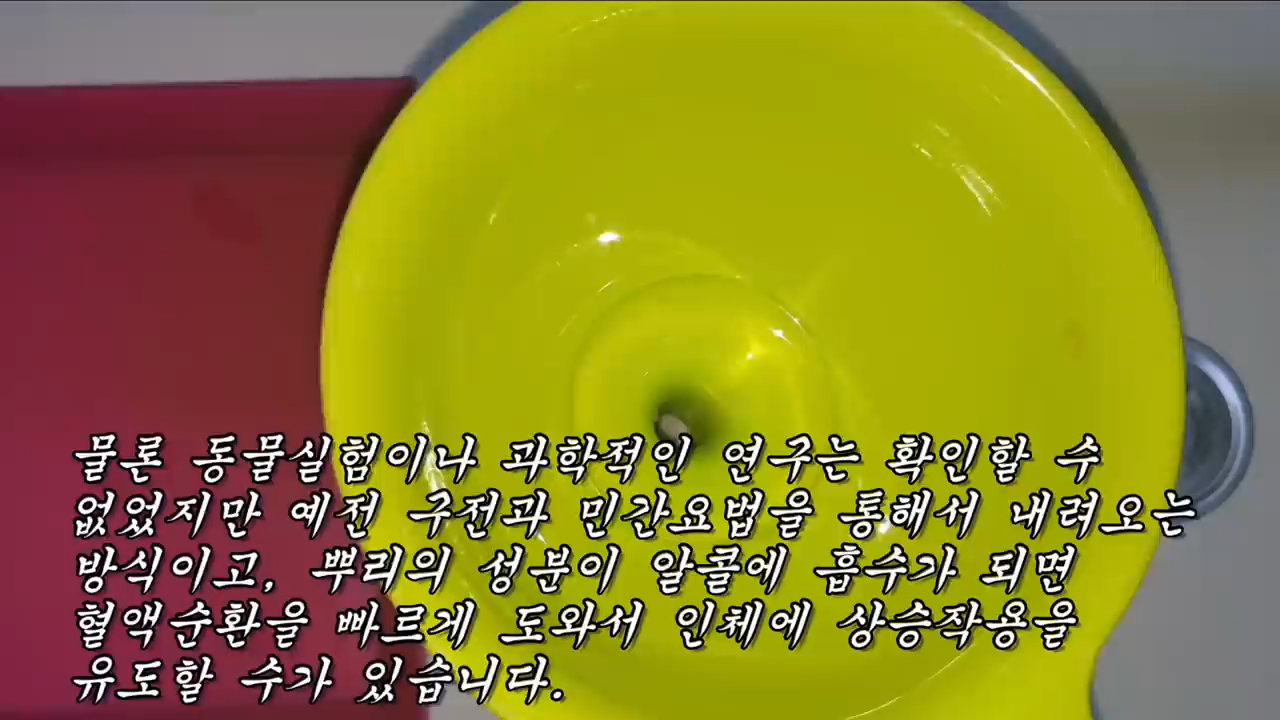 물론 동물실험이나 과학적인 연구는 확인할 수
없었지만 예전 구전과 민간요법을 통해서 내려오는
방식이고, 뿌리의 성분이 알콜에 흡수가 되면
혈액순환을 빠르게 도와서 인체에 상승작용을
유도할 수가 있습니다.